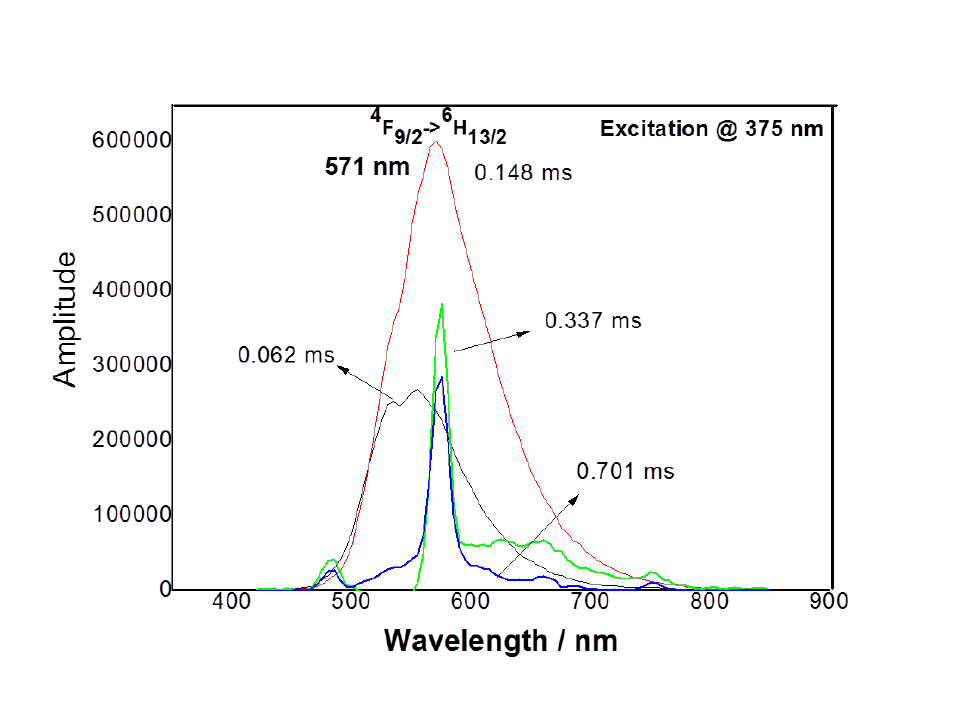 ⁴F₉/₂->⁶H₁₃/₂
Excitation @ 375 nm
571 nm
0.148 ms
0.337 ms
0.062 ms
0.701 ms
Amplitude
600000
500000
400000
300000
200000
100000
0
400 500 600 700 800 900
Wavelength / nm